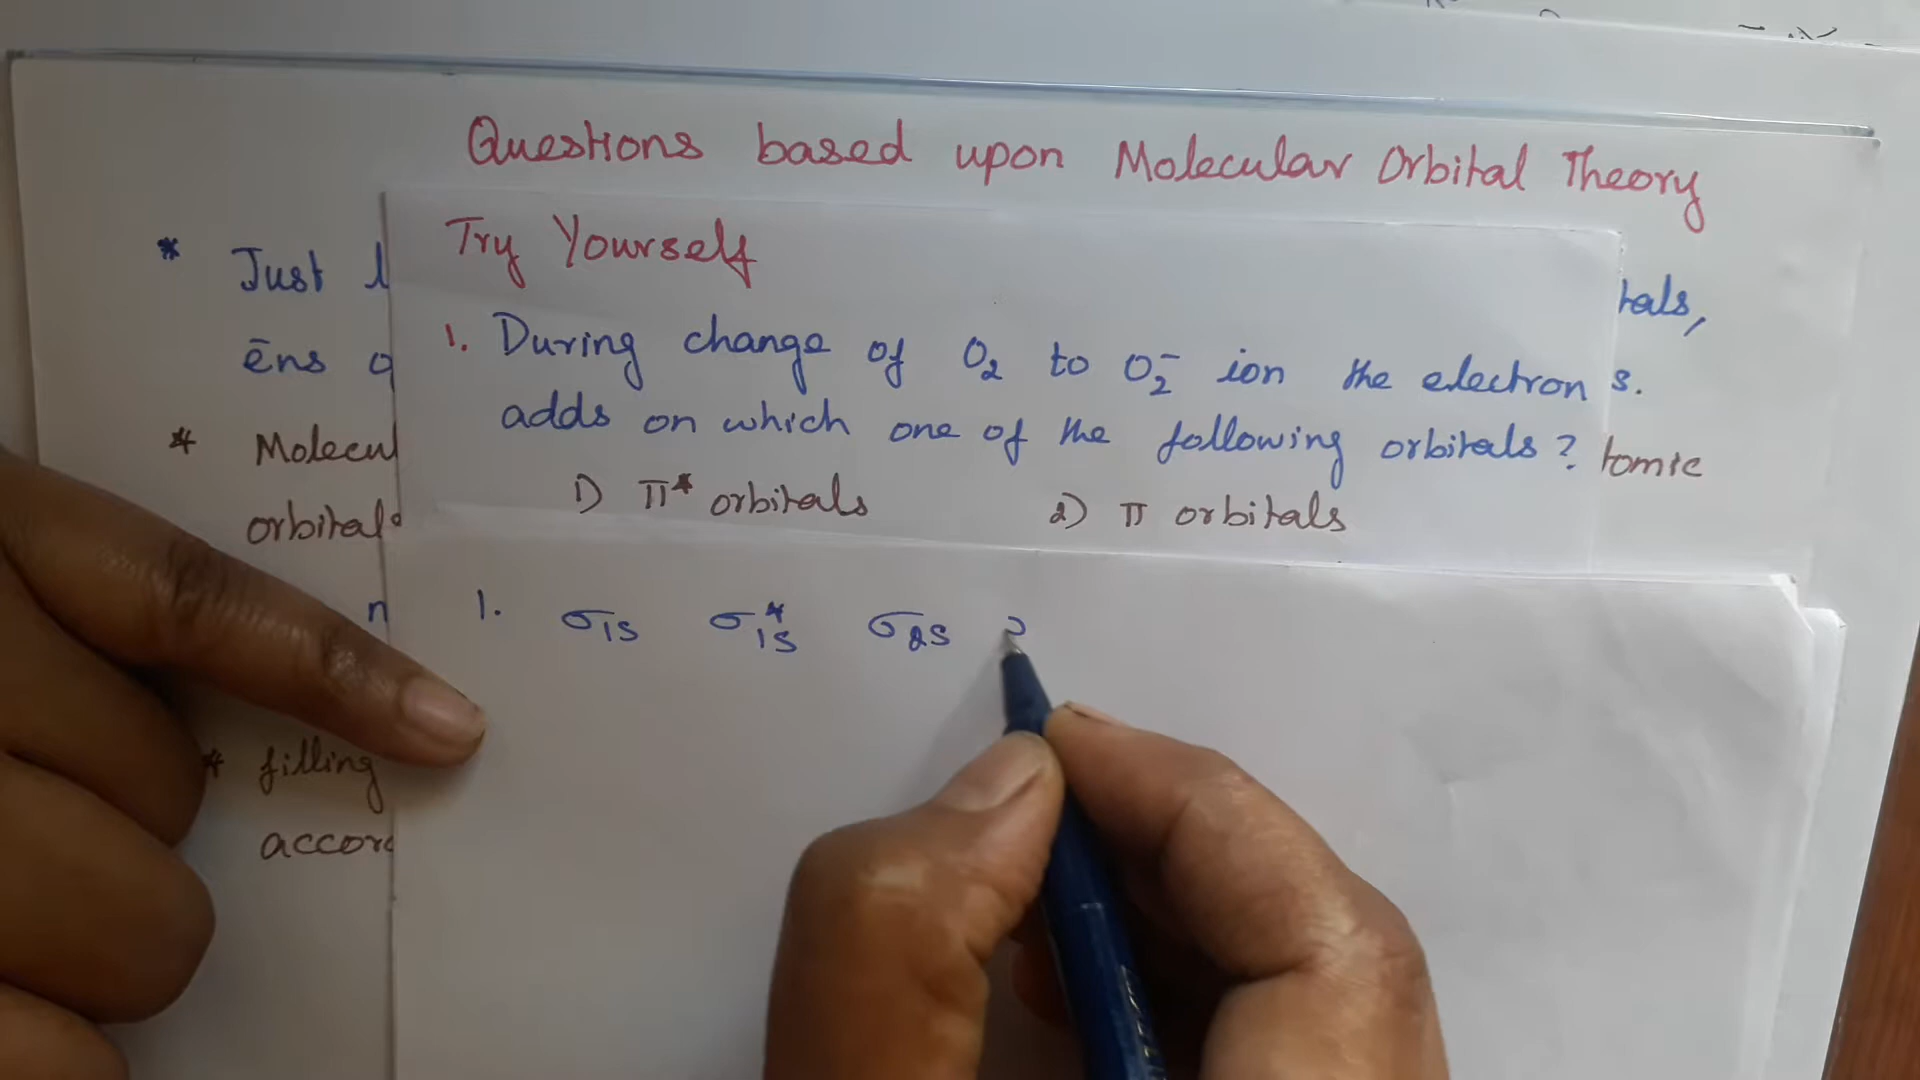 Questions based upon Molecular Orbital Theory
Try Yourself
* Just
tals,
1. During change of O₂ to O₂⁻ ion the electron
ēns
s.
adds on which one of the following orbitals?
* Molecul
tomic
1) π* orbitals 2) π orbitals
orbital
1. σ1s σ*1s σ2s
n
* filling
accor